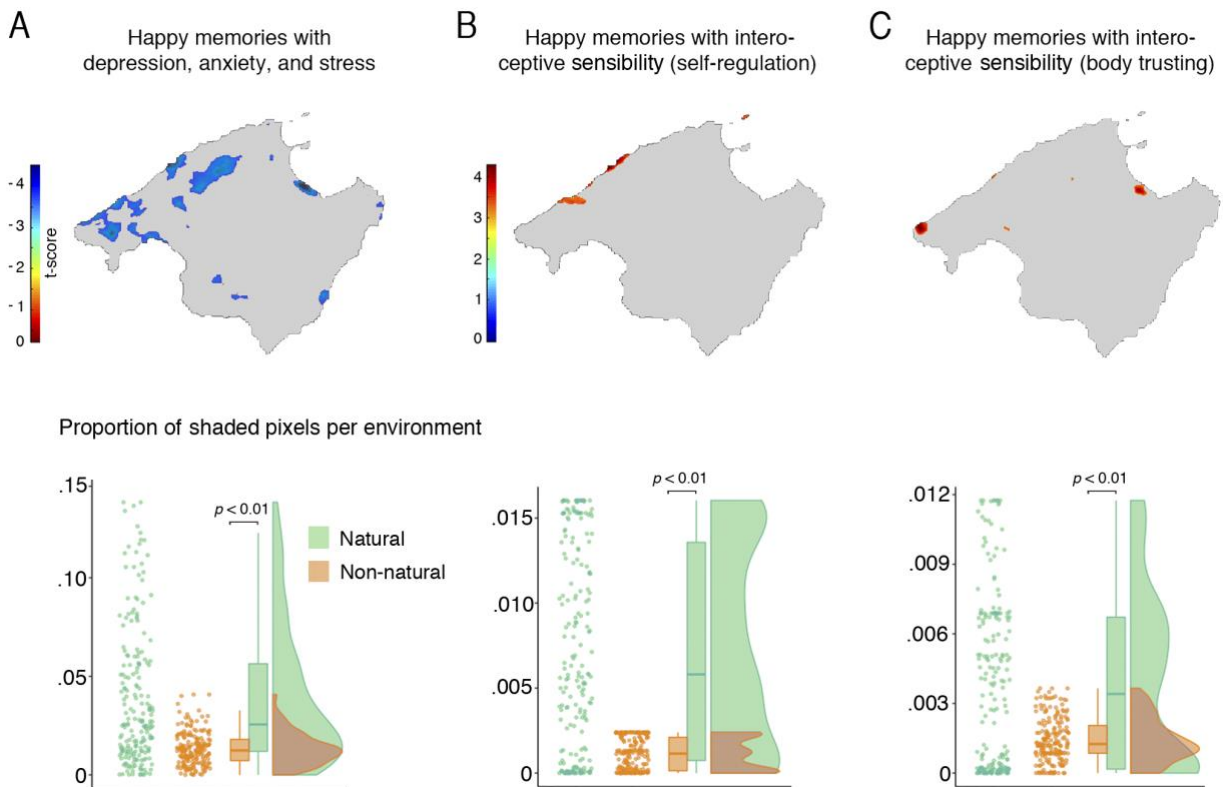 A
Happy memories with
depression, anxiety, and stress
B
Happy memories with intero-
ceptive sensibility (self-regulation)
C
Happy memories with intero-
ceptive sensibility (body trusting)
- 4
- 3
- 2
- 1
0
t-score
4
3
2
1
0
Proportion of shaded pixels per environment
.15
.10
.05
0
p < 0.01
Natural
Non-natural
.015
.010
.005
0
p < 0.01
.012
.009
.006
.003
0
p < 0.01